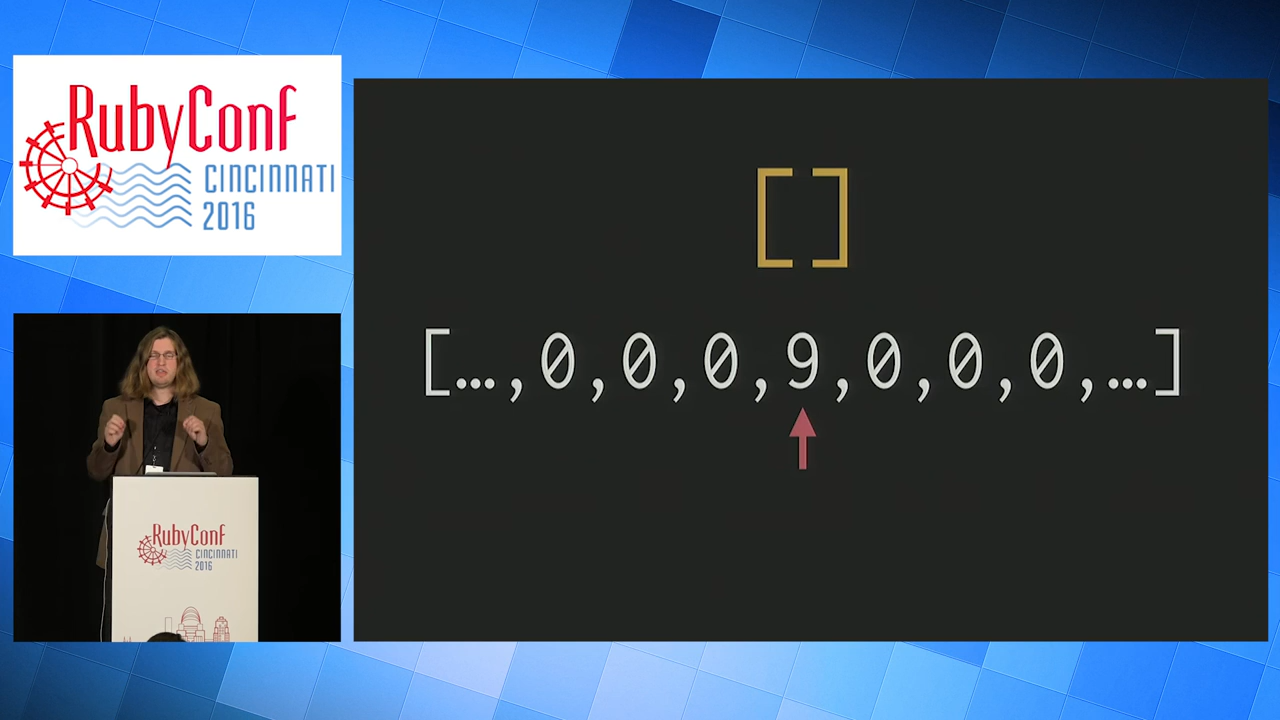 RubyConf
CINCINNATI
2016
[]
[…,0,0,0,9,0,0,0,…]
RubyConf
CINCINNATI
2016